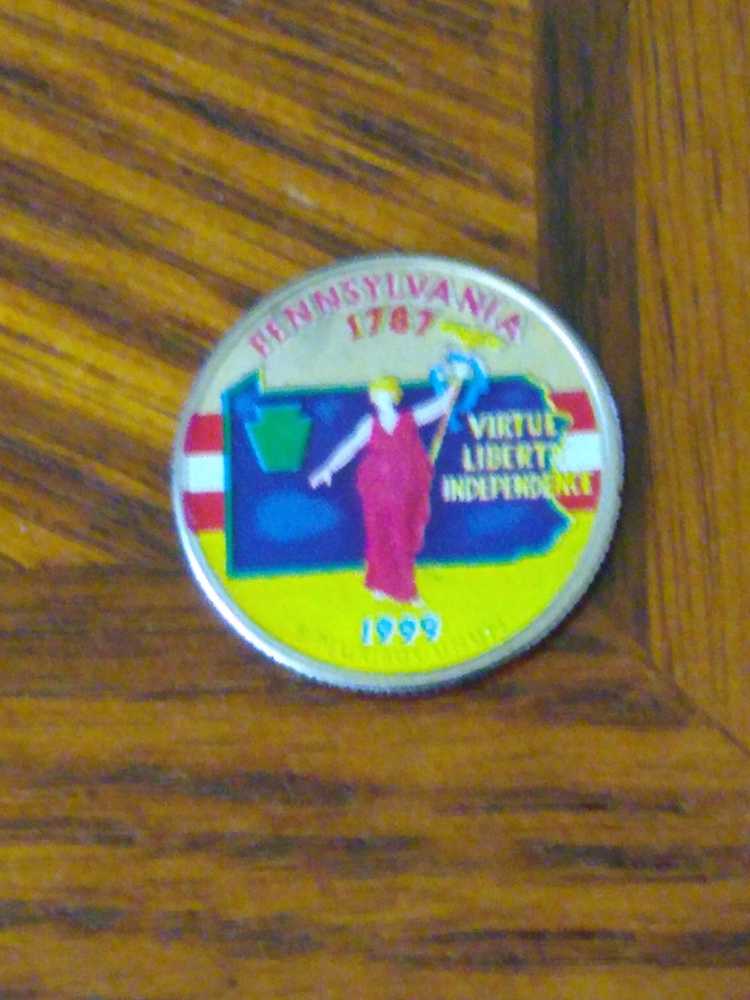 PENNSYLVANIA
1787
VIRTUE
LIBERTY
INDEPENDENCE
1999